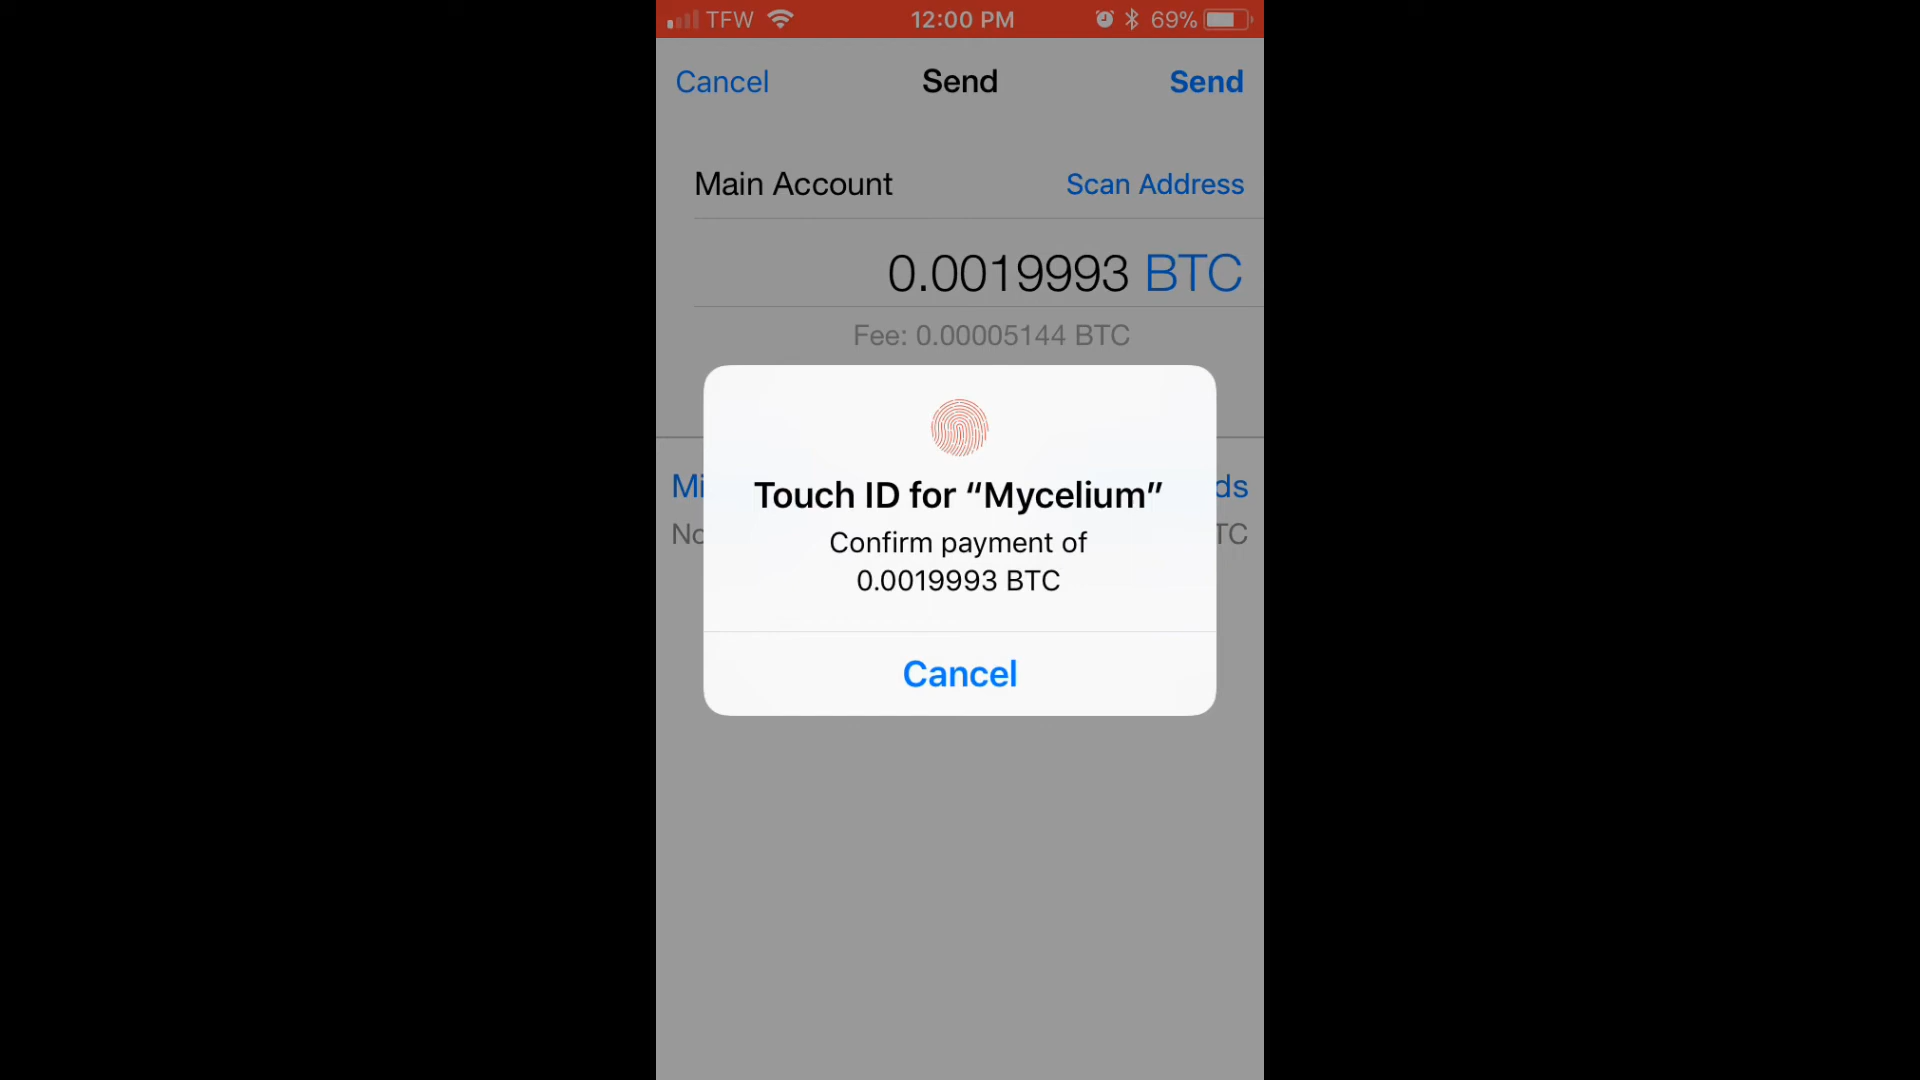 TFW 12:00 PM 69%
Cancel Send Send
Main Account Scan Address
0.0019993 BTC
Fee: 0.00005144 BTC
Touch ID for “Mycelium”
Confirm payment of
0.0019993 BTC
Cancel